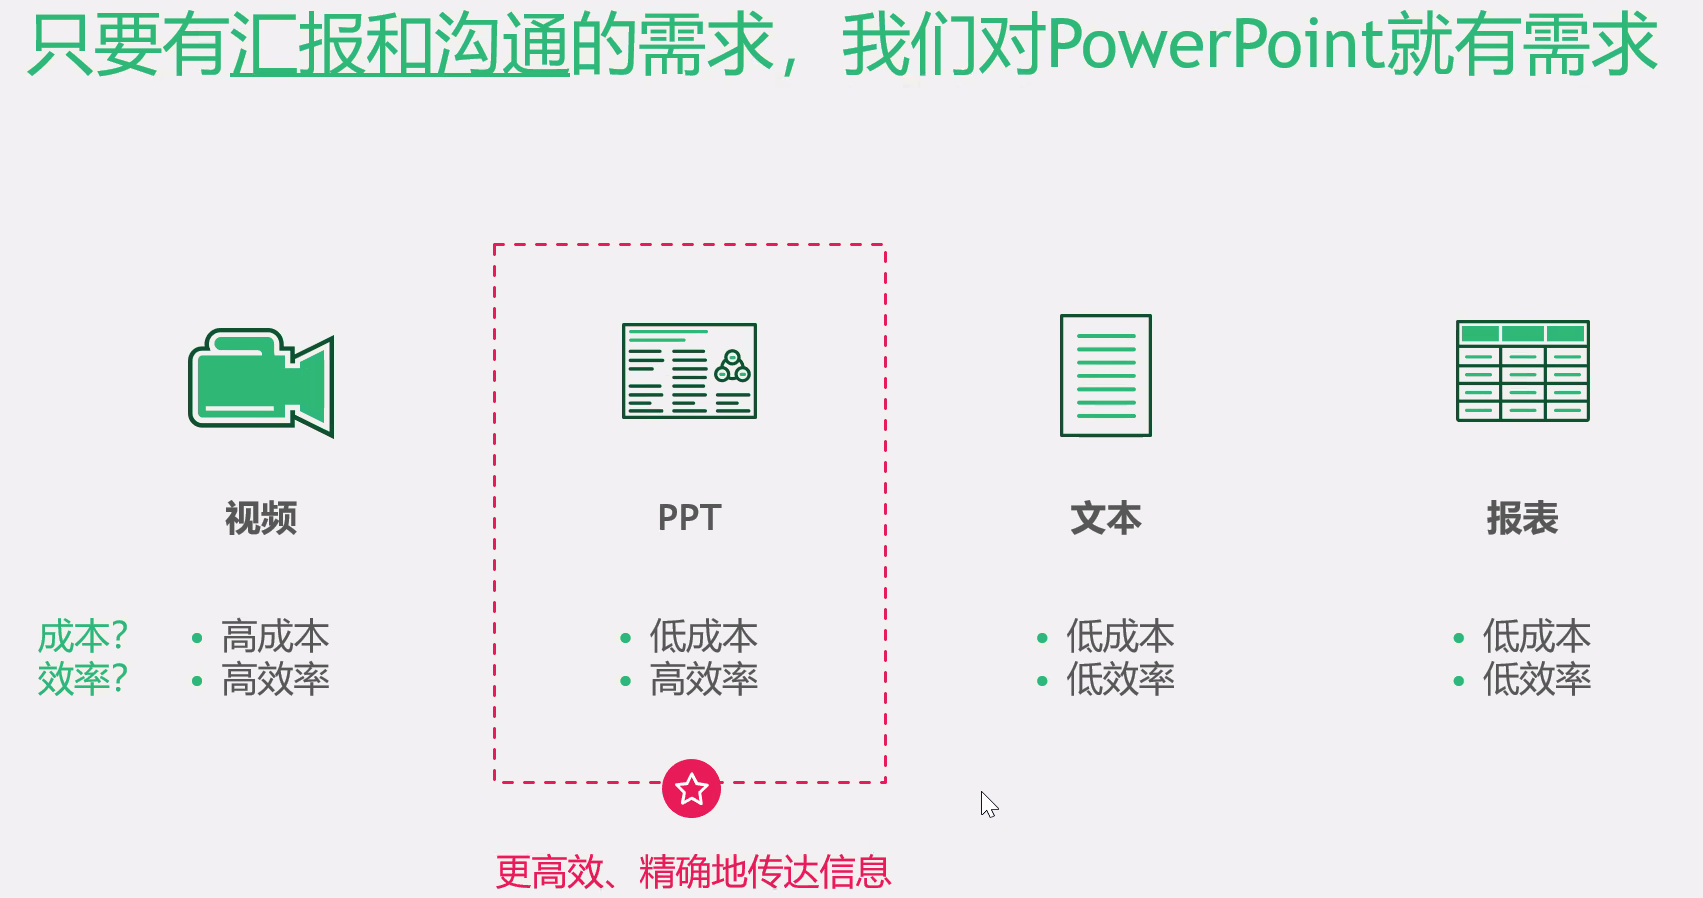 只要有汇报和沟通的需求，我们对PowerPoint就有需求
视频
PPT
文本
报表
成本？
效率？
• 高成本
• 高效率
• 低成本
• 高效率
• 低成本
• 低效率
• 低成本
• 低效率
更高效、精确地传达信息